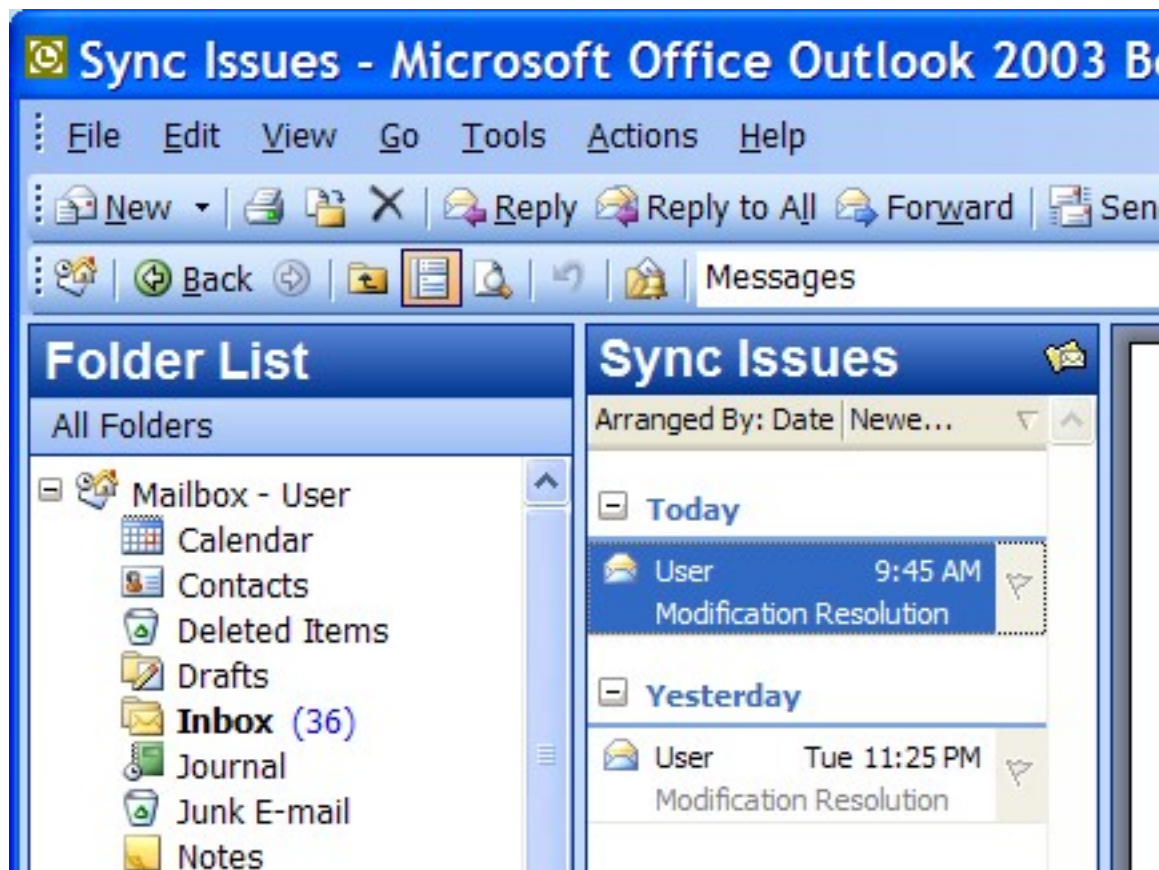 Sync Issues - Microsoft Office Outlook 2003
File Edit View Go Tools Actions Help
New Reply Reply to All Forward
Back Messages
Folder List
All Folders
Mailbox - User
Calendar
Contacts
Deleted Items
Drafts
Inbox (36)
Journal
Junk E-mail
Notes
Sync Issues
Arranged By: Date Newe...
Today
User 9:45 AM
Modification Resolution
Yesterday
User Tue 11:25 PM
Modification Resolution